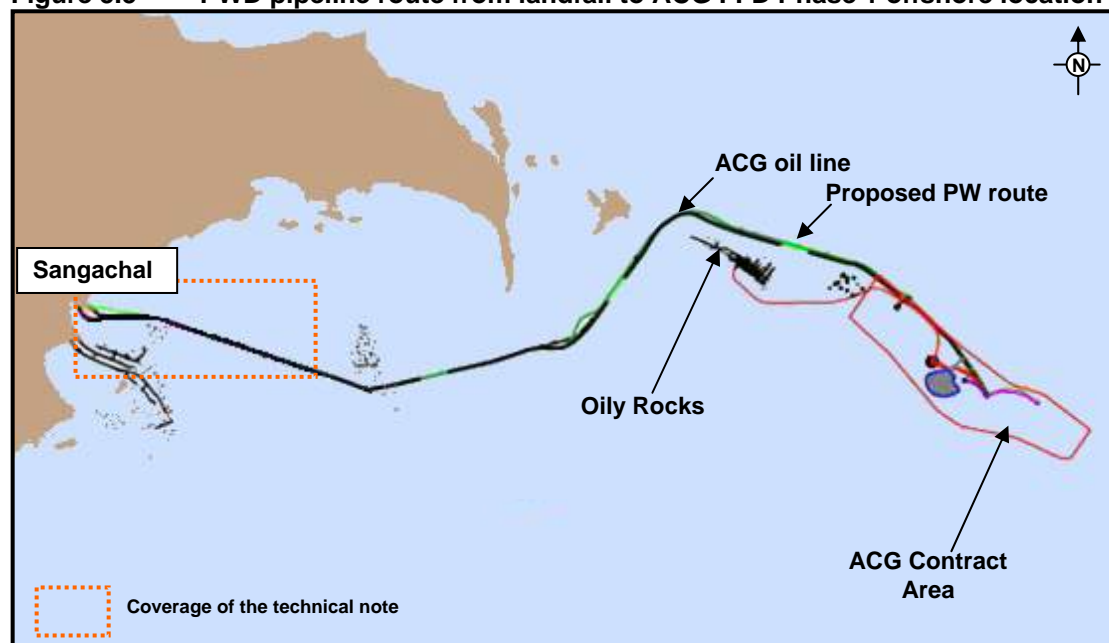 Figure PWD pipeline route from landfall to ACG FFD Phase 1 offshore location
N
ACG oil line
Proposed PW route
Sangachal
Oily Rocks
ACG Contract
Area
Coverage of the technical note